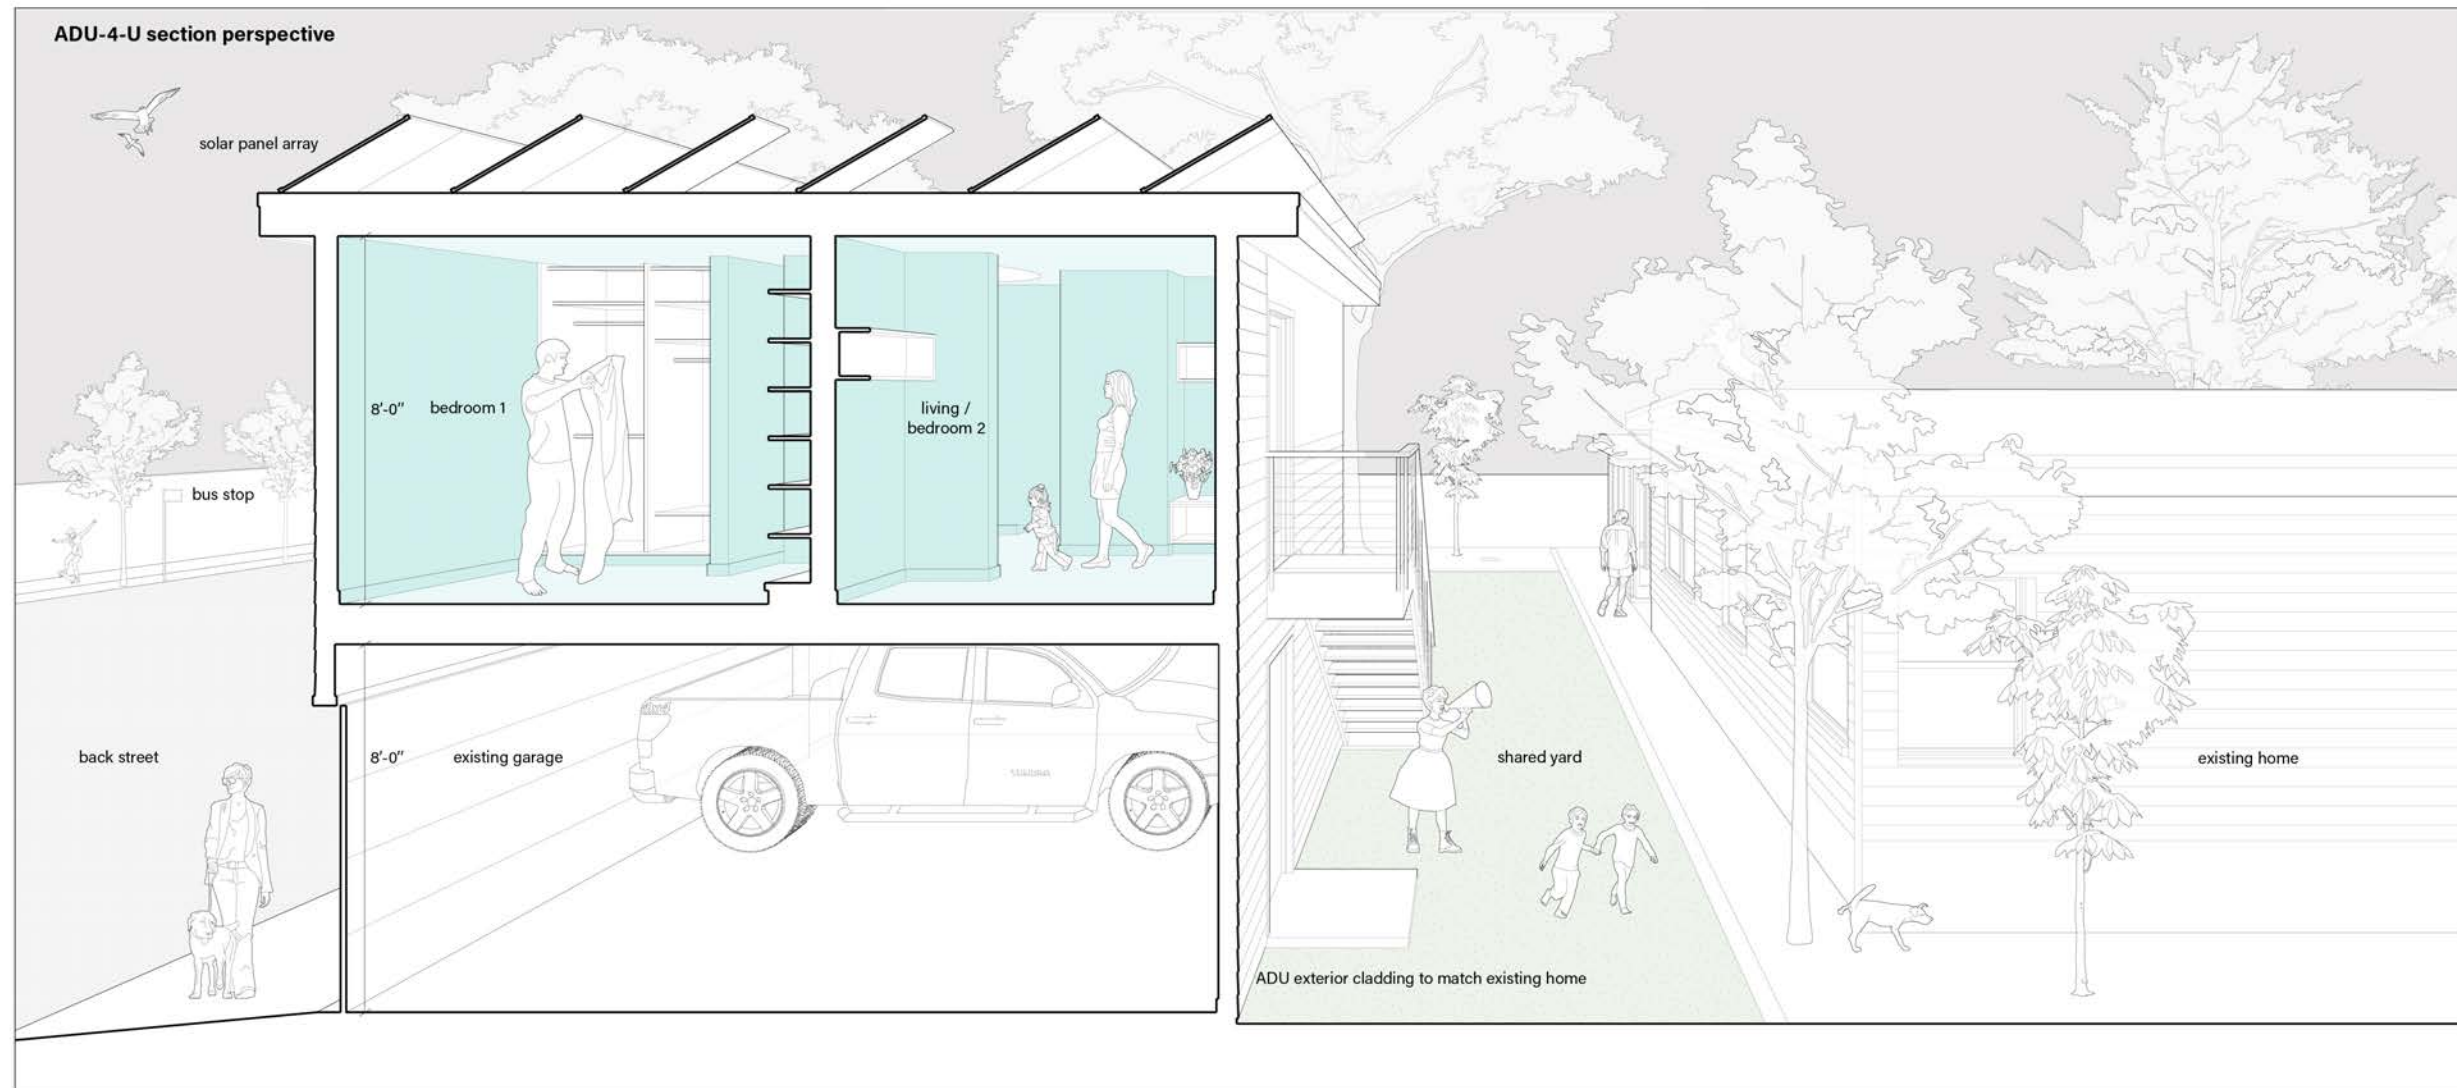 ADU-4-U section perspective
solar panel array
8'-0"
bedroom 1
living /
bedroom 2
bus stop
back street
8'-0"
existing garage
shared yard
existing home
ADU exterior cladding to match existing home